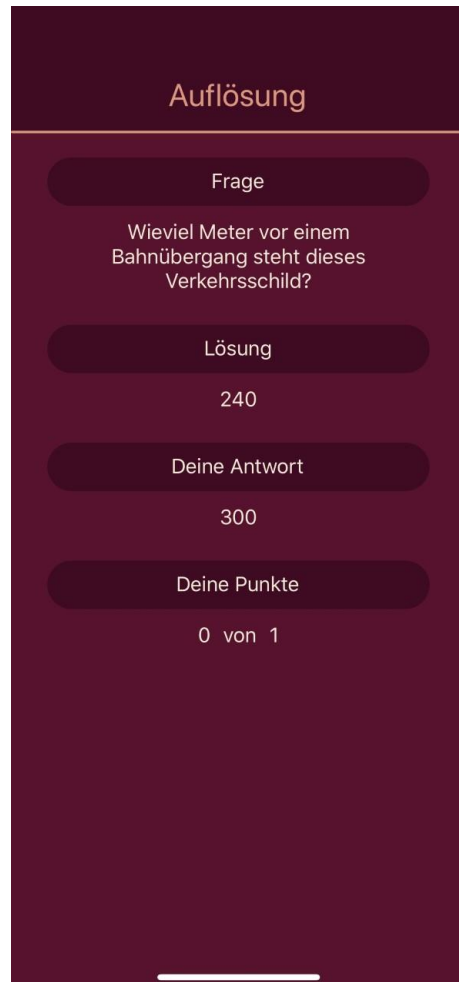 Auflösung
Frage
Wieviel Meter vor einem
Bahnübergang steht dieses
Verkehrsschild?
Lösung
240
Deine Antwort
300
Deine Punkte
0 von 1